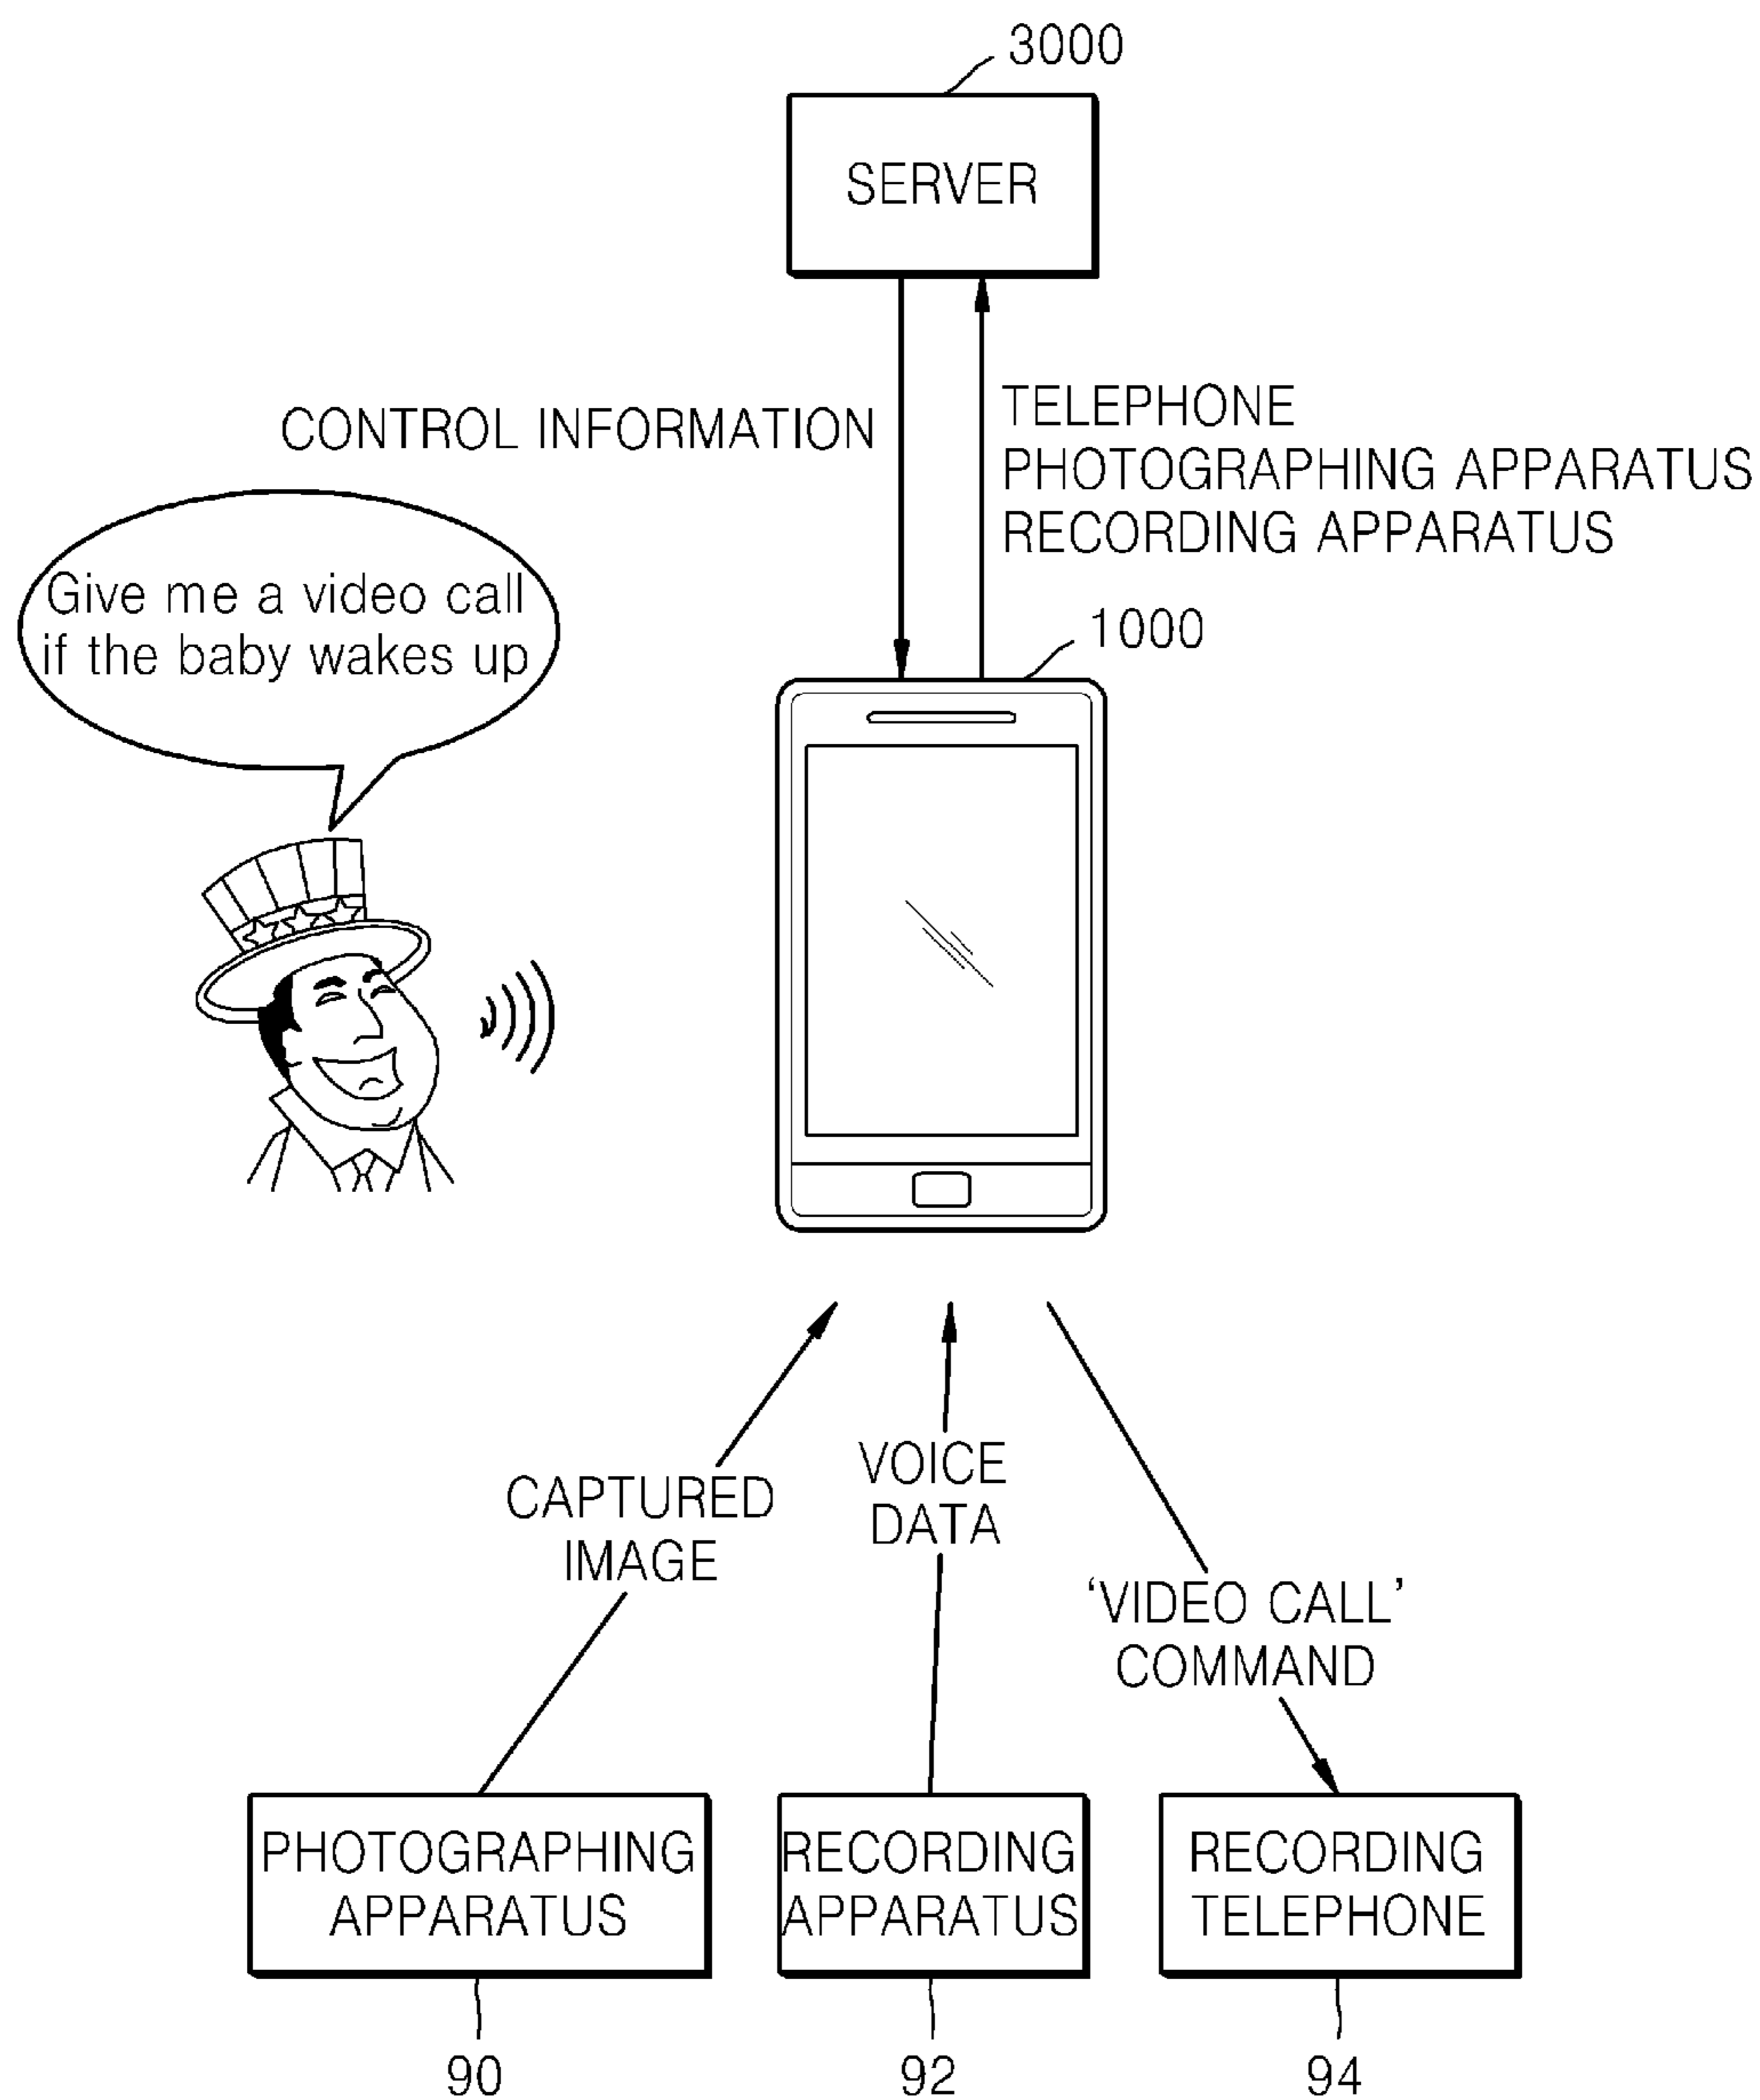 3000
SERVER
CONTROL INFORMATION
TELEPHONE
PHOTOGRAPHING APPARATUS
RECORDING APPARATUS
Give me a video call
if the baby wakes up
1000
CAPTURED
IMAGE
VOICE
DATA
‘VIDEO CALL’
COMMAND
PHOTOGRAPHING
APPARATUS
RECORDING
APPARATUS
RECORDING
TELEPHONE
90
92
94